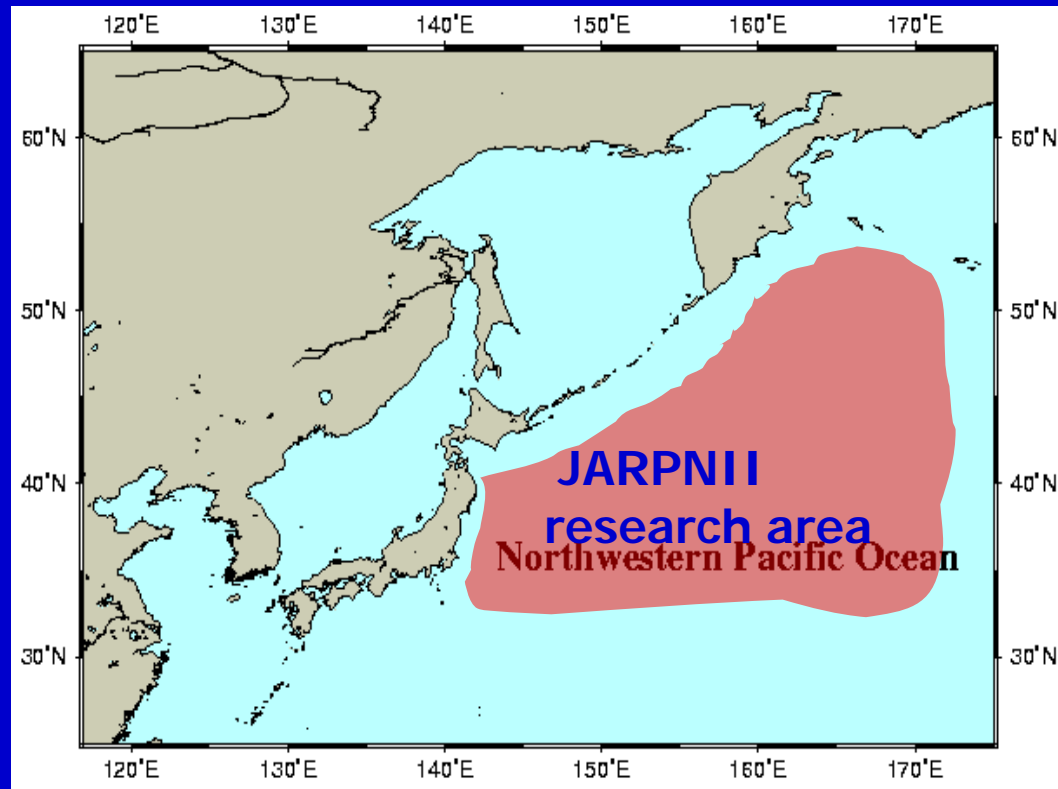 120°E 130°E 140°E 150°E 160°E 170°E
60°N 60°N
50°N 50°N
40°N 40°N
JARPNII
research area
Northwestern Pacific Ocean
30°N 30°N
120°E 130°E 140°E 150°E 160°E 170°E